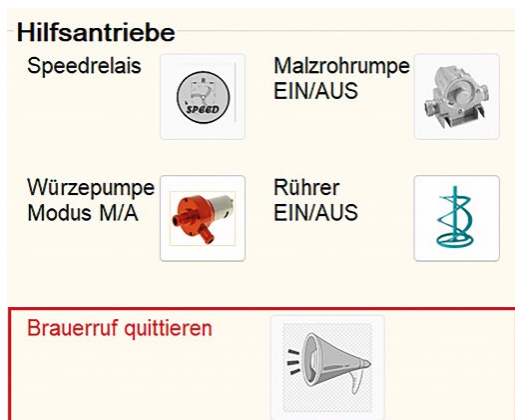 Hilfsantriebe
Speedrelais
SPEED
Malzrohrumpe
EIN/AUS
Würzepumpe
Modus M/A
Rührer
EIN/AUS
Brauerruf quittieren